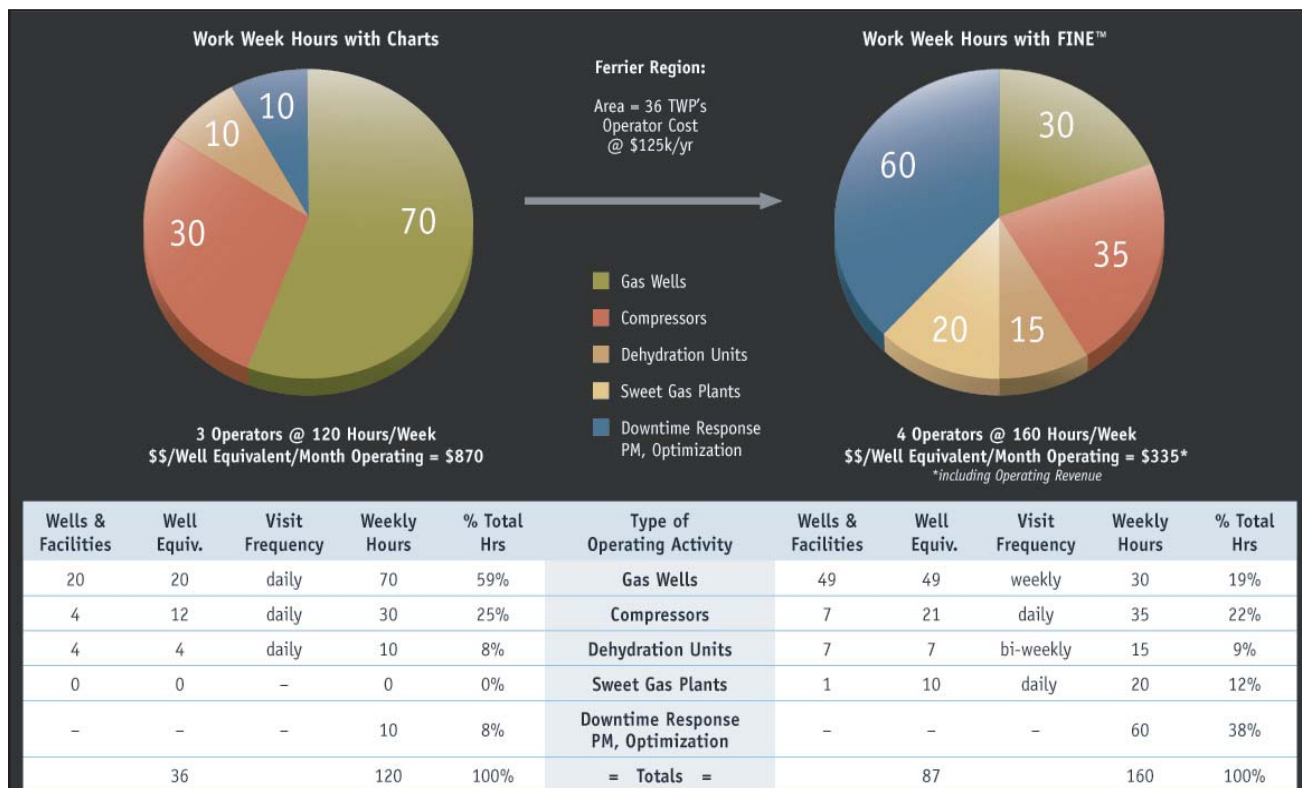 Work Week Hours with Charts
10
10
30
70
3 Operators @ 120 Hours/Week
$$/Well Equivalent/Month Operating = $870
Ferrier Region:
Area = 36 TWP's
Operator Cost
@ $125k/yr
Gas Wells
Compressors
Dehydration Units
Sweet Gas Plants
Downtime Response
PM, Optimization
Work Week Hours with FINE™
30
60
35
20
15
4 Operators @ 160 Hours/Week
$$/Well Equivalent/Month Operating = $335*
*including Operating Revenue
Wells & Facilities Well Equiv. Visit Frequency Weekly Hours % Total Hrs Type of Operating Activity Wells & Facilities Well Equiv. Visit Frequency Weekly Hours % Total Hrs
20 20 daily 70 59% Gas Wells 49 49 weekly 30 19%
4 12 daily 30 25% Compressors 7 21 daily 35 22%
4 4 daily 10 8% Dehydration Units 7 7 bi-weekly 15 9%
0 0 – 0 0% Sweet Gas Plants 1 10 daily 20 12%
– – – 10 8% Downtime Response PM, Optimization – – – 60 38%
36 120 100% = Totals = 87 160 100%